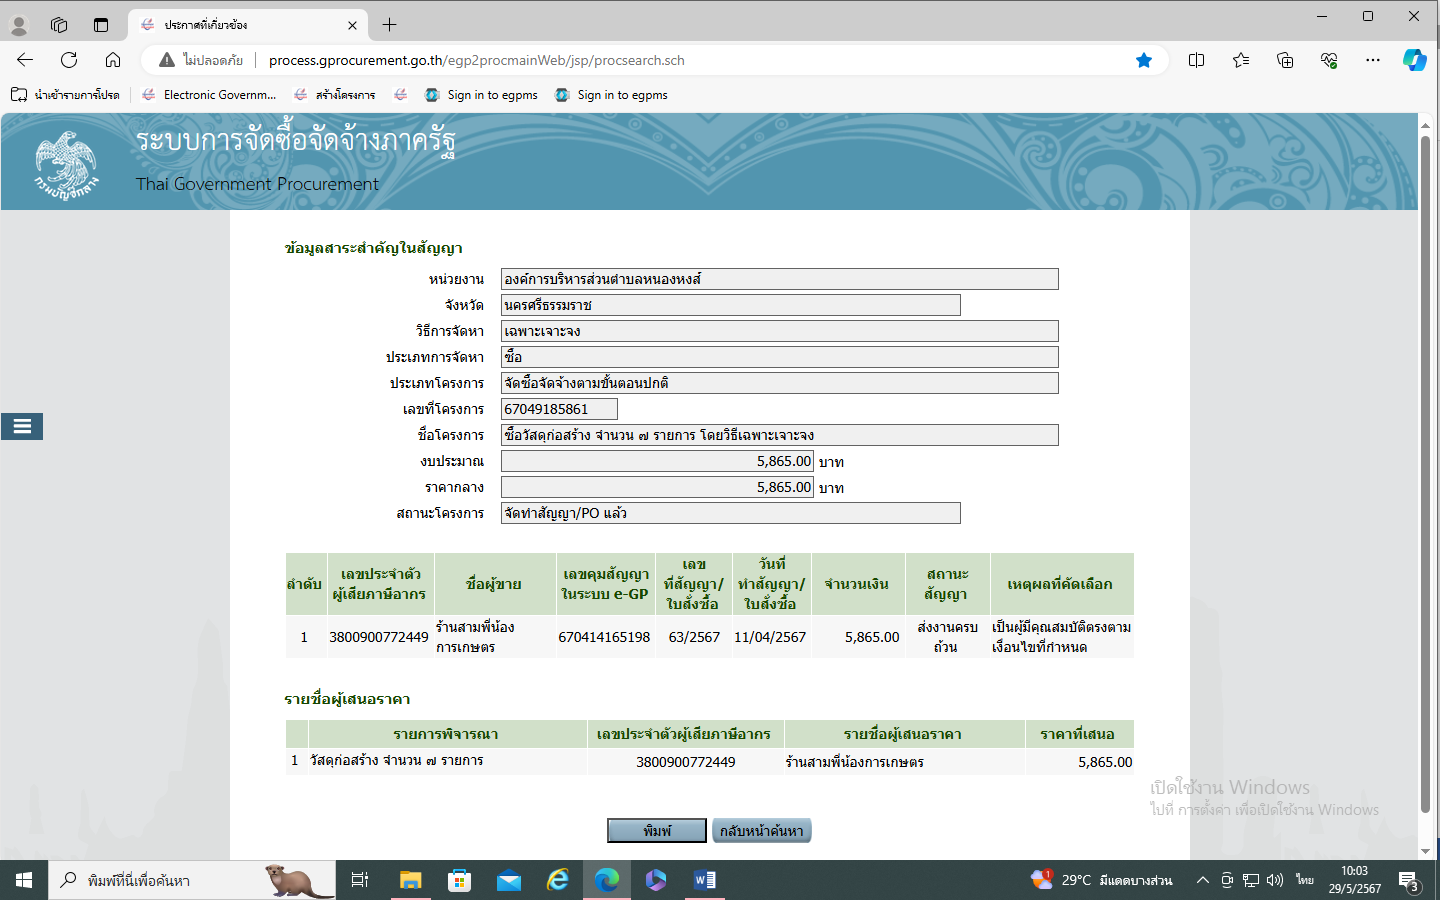 ประกาศที่เกี่ยวข้อง
ไม่ปลอดภัย process.gprocurement.go.th/egp2procmainWeb/jsp/procsearch.sch
นำเข้ารายการโปรด Electronic Governm... สร้างโครงการ Sign in to egpms Sign in to egpms
ระบบการจัดซื้อจัดจ้างภาครัฐ
Thai Government Procurement
กรมบัญชีกลาง
ข้อมูลสาระสำคัญในสัญญา
หน่วยงาน องค์การบริหารส่วนตำบลหนองหงส์
จังหวัด นครศรีธรรมราช
วิธีการจัดหา เฉพาะเจาะจง
ประเภทการจัดหา ซื้อ
ประเภทโครงการ จัดซื้อจัดจ้างตามขั้นตอนปกติ
เลขที่โครงการ 67049185861
ชื่อโครงการ ซื้อวัสดุก่อสร้าง จำนวน ๗ รายการ โดยวิธีเฉพาะเจาะจง
งบประมาณ 5,865.00 บาท
ราคากลาง 5,865.00 บาท
สถานะโครงการ จัดทำสัญญา/PO แล้ว
ลำดับ เลขประจำตัวผู้เสียภาษีอากร ชื่อผู้ขาย เลขคุมสัญญาในระบบ e-GP เลขที่สัญญา/ใบสั่งซื้อ วันที่ทำสัญญา/ใบสั่งซื้อ จำนวนเงิน สถานะสัญญา เหตุผลที่คัดเลือก
1 3800900772449 ร้านสามพี่น้องการเกษตร 670414165198 63/2567 11/04/2567 5,865.00 ส่งงานครบถ้วน เป็นผู้มีคุณสมบัติตรงตามเงื่อนไขที่กำหนด
รายชื่อผู้เสนอราคา
รายการพิจารณา เลขประจำตัวผู้เสียภาษีอากร รายชื่อผู้เสนอราคา ราคาที่เสนอ
1 วัสดุก่อสร้าง จำนวน ๗ รายการ 3800900772449 ร้านสามพี่น้องการเกษตร 5,865.00
เปิดใช้งาน Windows
ไปที่ การตั้งค่า เพื่อเปิดใช้งาน Windows
พิมพ์ กลับหน้าค้นหา
พิมพ์ที่นี่เพื่อค้นหา 1 29°C มีแดดบางส่วน ไทย 10:03
29/5/2567 3